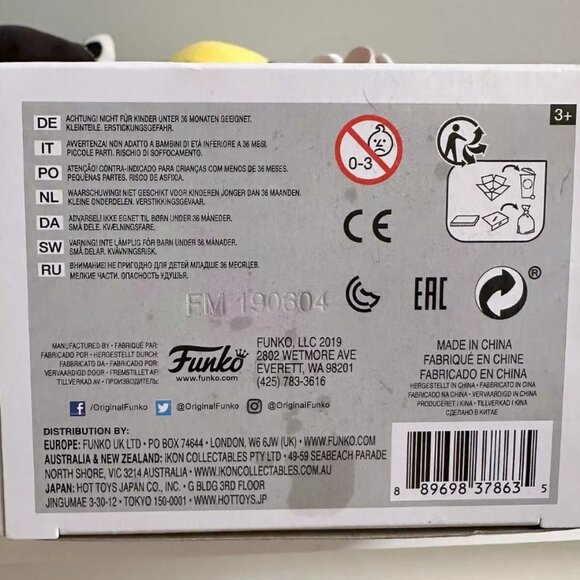 3+
DE ACHTUNG! NICHT FÜR KINDER UNTER 36 MONATEN GEEIGNET.
KLEINTEILE. ERSTICKUNGSGEFAHR.
IT AVVERTENZA! NON ADATTO A BAMBINI DI ETÀ INFERIORE A 36 MESI.
PICCOLE PARTI. RISCHIO DI SOFFOCAMENTO.
PO ATENÇÃO! CONTRA-INDICADO PARA CRIANÇAS COM MENOS DE 36 MESES.
PEQUENAS PARTES. RISCO DE ASFIXIA.
NL WAARSCHUWING! NIET GESCHIKT VOOR KINDEREN JONGER DAN 36 MAANDEN.
KLEINE ONDERDELEN. VERSTIKKINGSGEVAAR.
DA ADVARSEL! IKKE EGNET TIL BØRN UNDER 36 MÅNEDER.
SMÅ DELE. KVÆLNINGSFARE.
SW VARNING! INTE LÄMPLIG FÖR BARN UNDER 36 MÅNADER.
SMÅ DELAR. KVÄVNINGSRISK.
RU ВНИМАНИЕ! НЕ ПРИГОДНО ДЛЯ ДЕТЕЙ МЛАДШЕ 36 МЕСЯЦЕВ.
МЕЛКИЕ ЧАСТИ. ОПАСНОСТЬ УДУШЬЯ.
0-3
CE
EAC
®
FM 190604
MANUFACTURED BY • FABRIQUÉ PAR:
FABRICADO POR • HERGESTELLT DURCH:
FABBRICATO DA • FABRICADO POR:
VERVAARDIGD DOOR • FREMSTILLET AF:
TILLVERKAD AV • ПРОИЗВОДИТЕЛЬ:
Funko
www.funko.com
FUNKO, LLC 2019
2802 WETMORE AVE
EVERETT, WA 98201
(425) 783-3616
MADE IN CHINA
FABRIQUÉ EN CHINE
FABRICADO EN CHINA
HERGESTELLT IN CHINA • FABBRICATO IN CINA
FABRICADO NA CHINA • VERVAARDIGD IN CHINA
PRODUCERET I KINA • TILLVERKAD I KINA
СДЕЛАНО В КИТАЕ
f /OriginalFunko @OriginalFunko @OriginalFunko
DISTRIBUTION BY:
EUROPE: FUNKO UK LTD • PO BOX 74644 • LONDON, W6 6JW (UK) • WWW.FUNKO.COM
AUSTRALIA & NEW ZEALAND: IKON COLLECTABLES PTY LTD • 49-59 SEABEACH PARADE
NORTH SHORE, VIC 3214 AUSTRALIA • WWW.IKONCOLLECTABLES.COM.AU
JAPAN: HOT TOYS JAPAN CO., INC. • G BLDG 3RD FLOOR
JINGUMAE 3-30-12 • TOKYO 150-0001 • WWW.HOTTOYS.JP
8 89698 37863 5